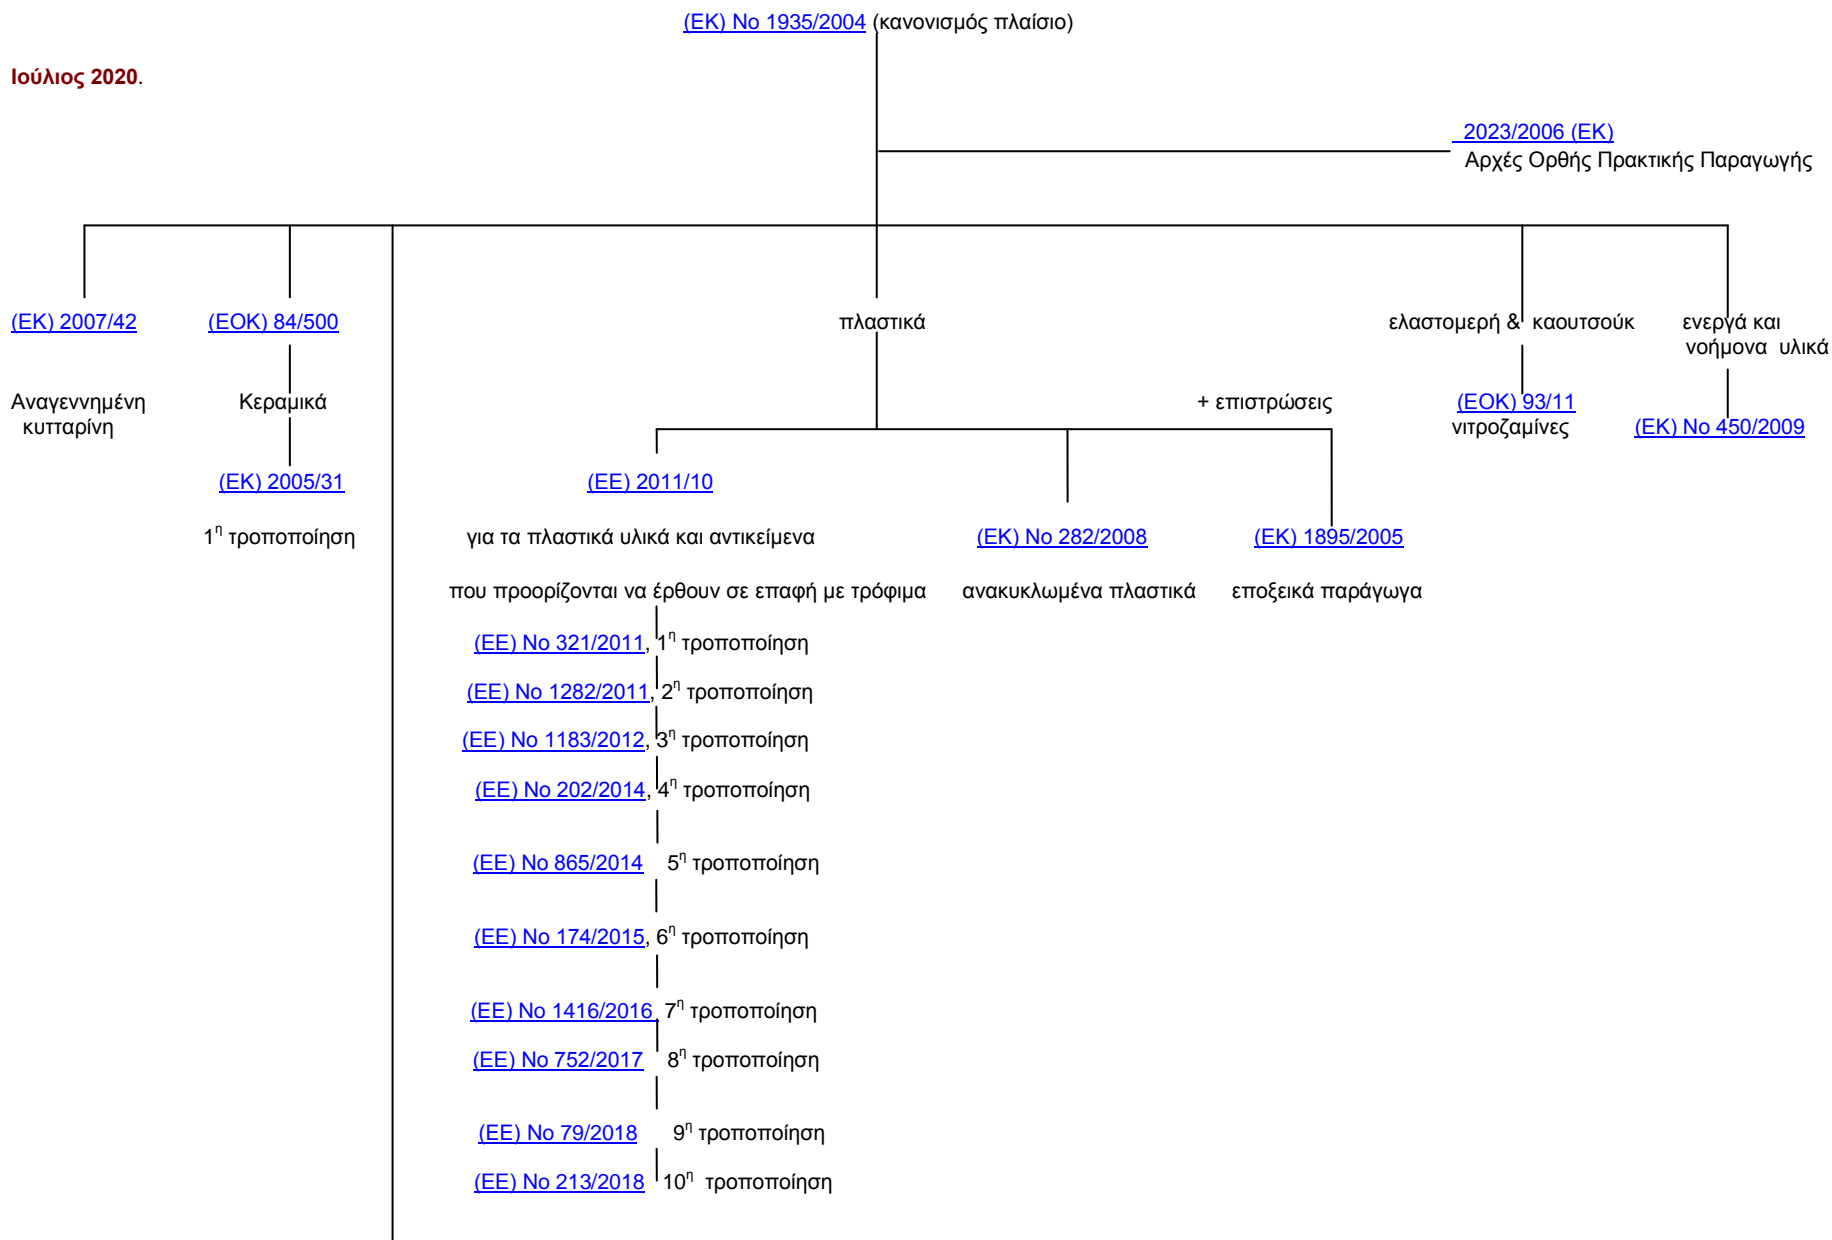 (ΕΚ) Νο 1935/2004 (κανονισμός πλαίσιο)
Ιούλιος 2020.
2023/2006 (ΕΚ)
Αρχές Ορθής Πρακτικής Παραγωγής
(ΕΚ) 2007/42
(ΕΟΚ) 84/500
πλαστικά
ελαστομερή & καουτσούκ
ενεργά και
νοήμονα υλικά
Αναγεννημένη
κυτταρίνη
Κεραμικά
+ επιστρώσεις
(ΕΟΚ) 93/11
νιτροζαμίνες
(ΕΚ) Νο 450/2009
(ΕΚ) 2005/31
(ΕΕ) 2011/10
1η τροποποίηση
για τα πλαστικά υλικά και αντικείμενα
(ΕΚ) Νο 282/2008
(ΕΚ) 1895/2005
που προορίζονται να έρθουν σε επαφή με τρόφιμα
ανακυκλωμένα πλαστικά
εποξεικά παράγωγα
(ΕΕ) Νο 321/2011, 1η τροποποίηση
(ΕΕ) Νο 1282/2011, 2η τροποποίηση
(ΕΕ) Νο 1183/2012, 3η τροποποίηση
(ΕΕ) Νο 202/2014, 4η τροποποίηση
(ΕΕ) Νο 865/2014 5η τροποποίηση
(ΕΕ) Νο 174/2015, 6η τροποποίηση
(ΕΕ) Νο 1416/2016, 7η τροποποίηση
(ΕΕ) Νο 752/2017 8η τροποποίηση
(ΕΕ) Νο 79/2018 9η τροποποίηση
(ΕΕ) Νο 213/2018 10η τροποποίηση